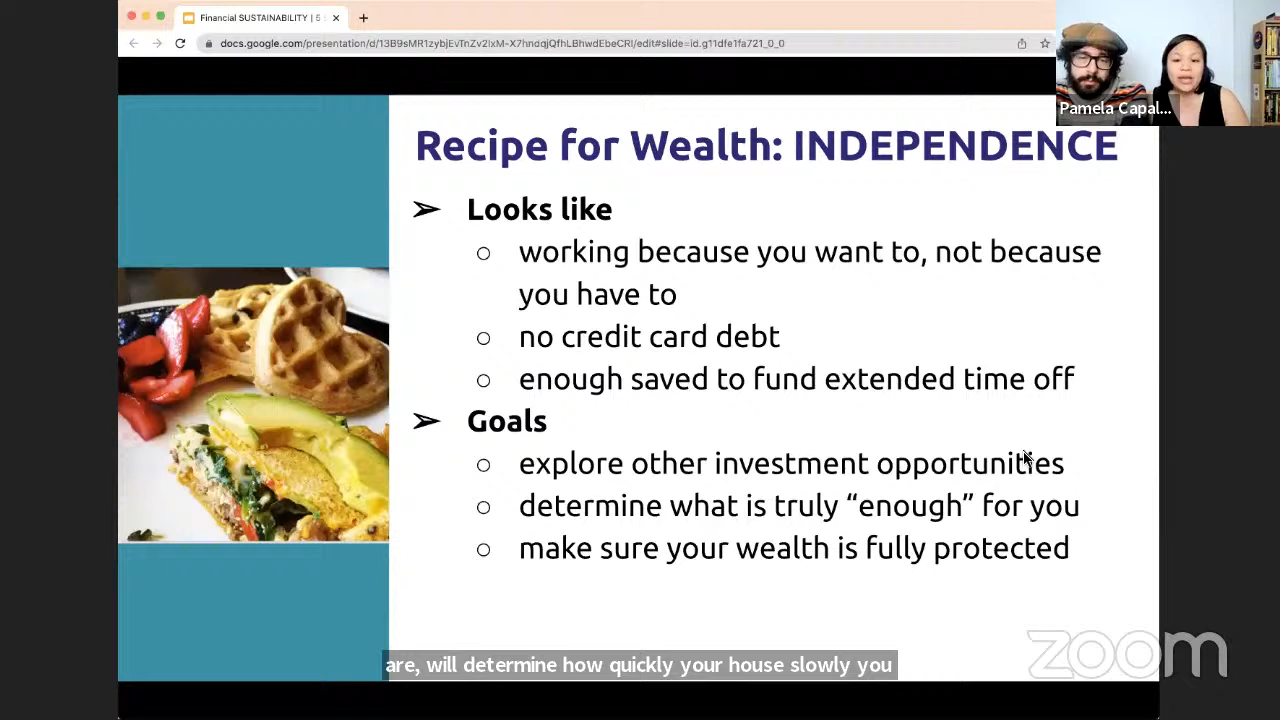 Financial SUSTAINABILITY | 5
docs.google.com/presentation/d/13B9sMR1zybjEvTnZv2IxM-X7hndqjQfhLBhwdEbeCRI/edit#slide=id.g11dfe1fa721_0_0
Pamela Capal...
Recipe for Wealth: INDEPENDENCE
➢ Looks like
○ working because you want to, not because
you have to
○ no credit card debt
○ enough saved to fund extended time off
➢ Goals
○ explore other investment opportunities
○ determine what is truly “enough” for you
○ make sure your wealth is fully protected
are, will determine how quickly your house slowly you
zoom